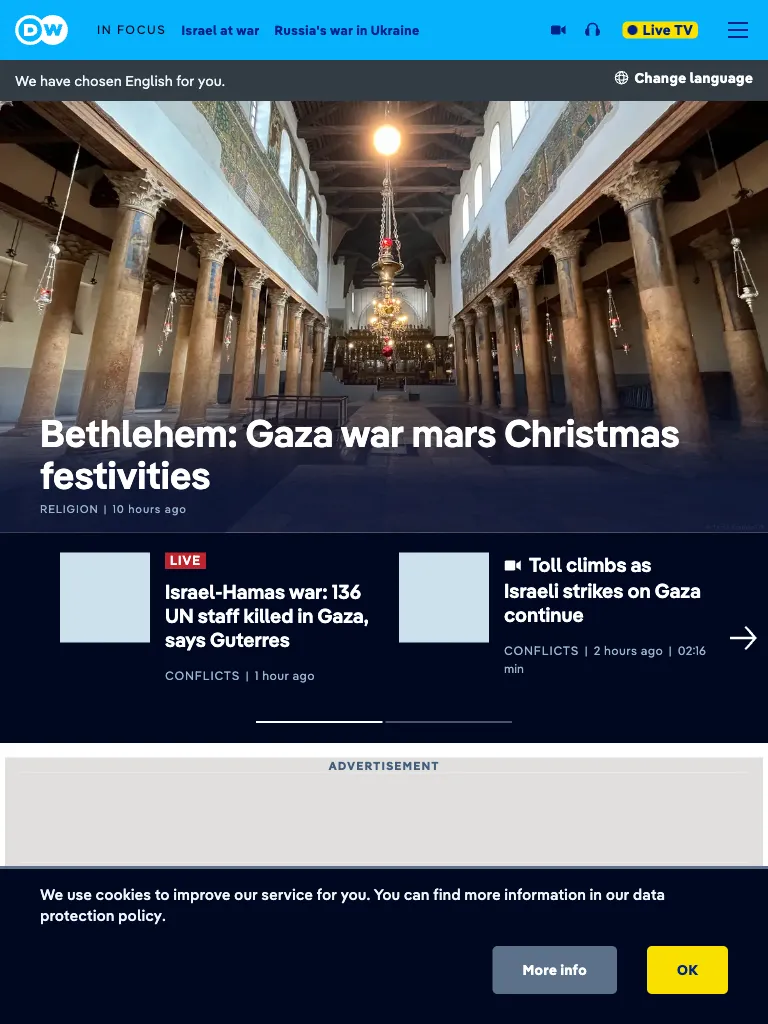 DW IN FOCUS Israel at war Russia's war in Ukraine Live TV
We have chosen English for you. Change language
Bethlehem: Gaza war mars Christmas
festivities
RELIGION | 10 hours ago
LIVE
Israel-Hamas war: 136
UN staff killed in Gaza,
says Guterres
CONFLICTS | 1 hour ago
Toll climbs as
Israeli strikes on Gaza
continue
CONFLICTS | 2 hours ago | 02:16
min
ADVERTISEMENT
We use cookies to improve our service for you. You can find more information in our data
protection policy.
More info OK